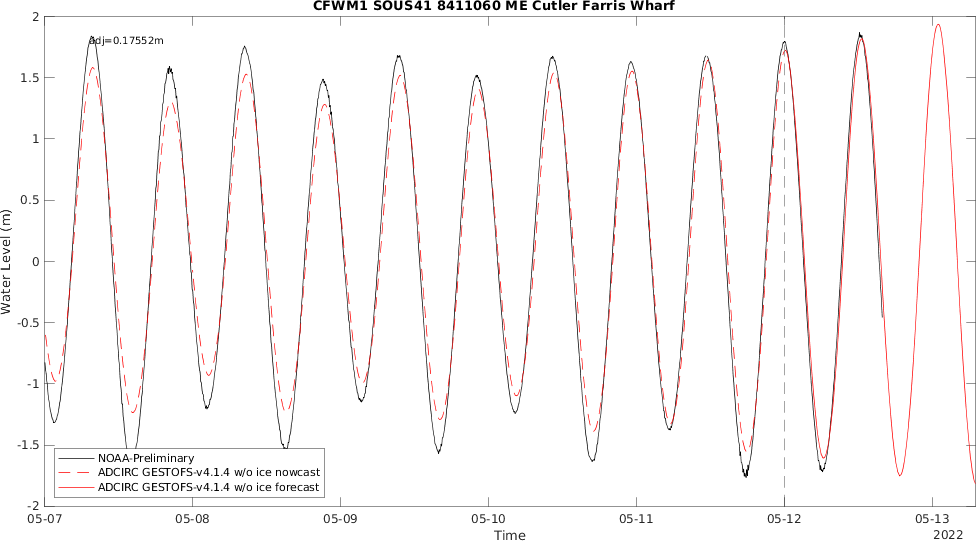 CFWM1 SOUS41 8411060 ME Cutler Farris Wharf
adj=0.17552m
Water Level (m)
2
1.5
1
0.5
0
-0.5
-1
-1.5
-2
NOAA-Preliminary
ADCIRC GESTOFS-v4.1.4 w/o ice nowcast
ADCIRC GESTOFS-v4.1.4 w/o ice forecast
05-07 05-08 05-09 05-10 05-11 05-12 05-13
Time
2022